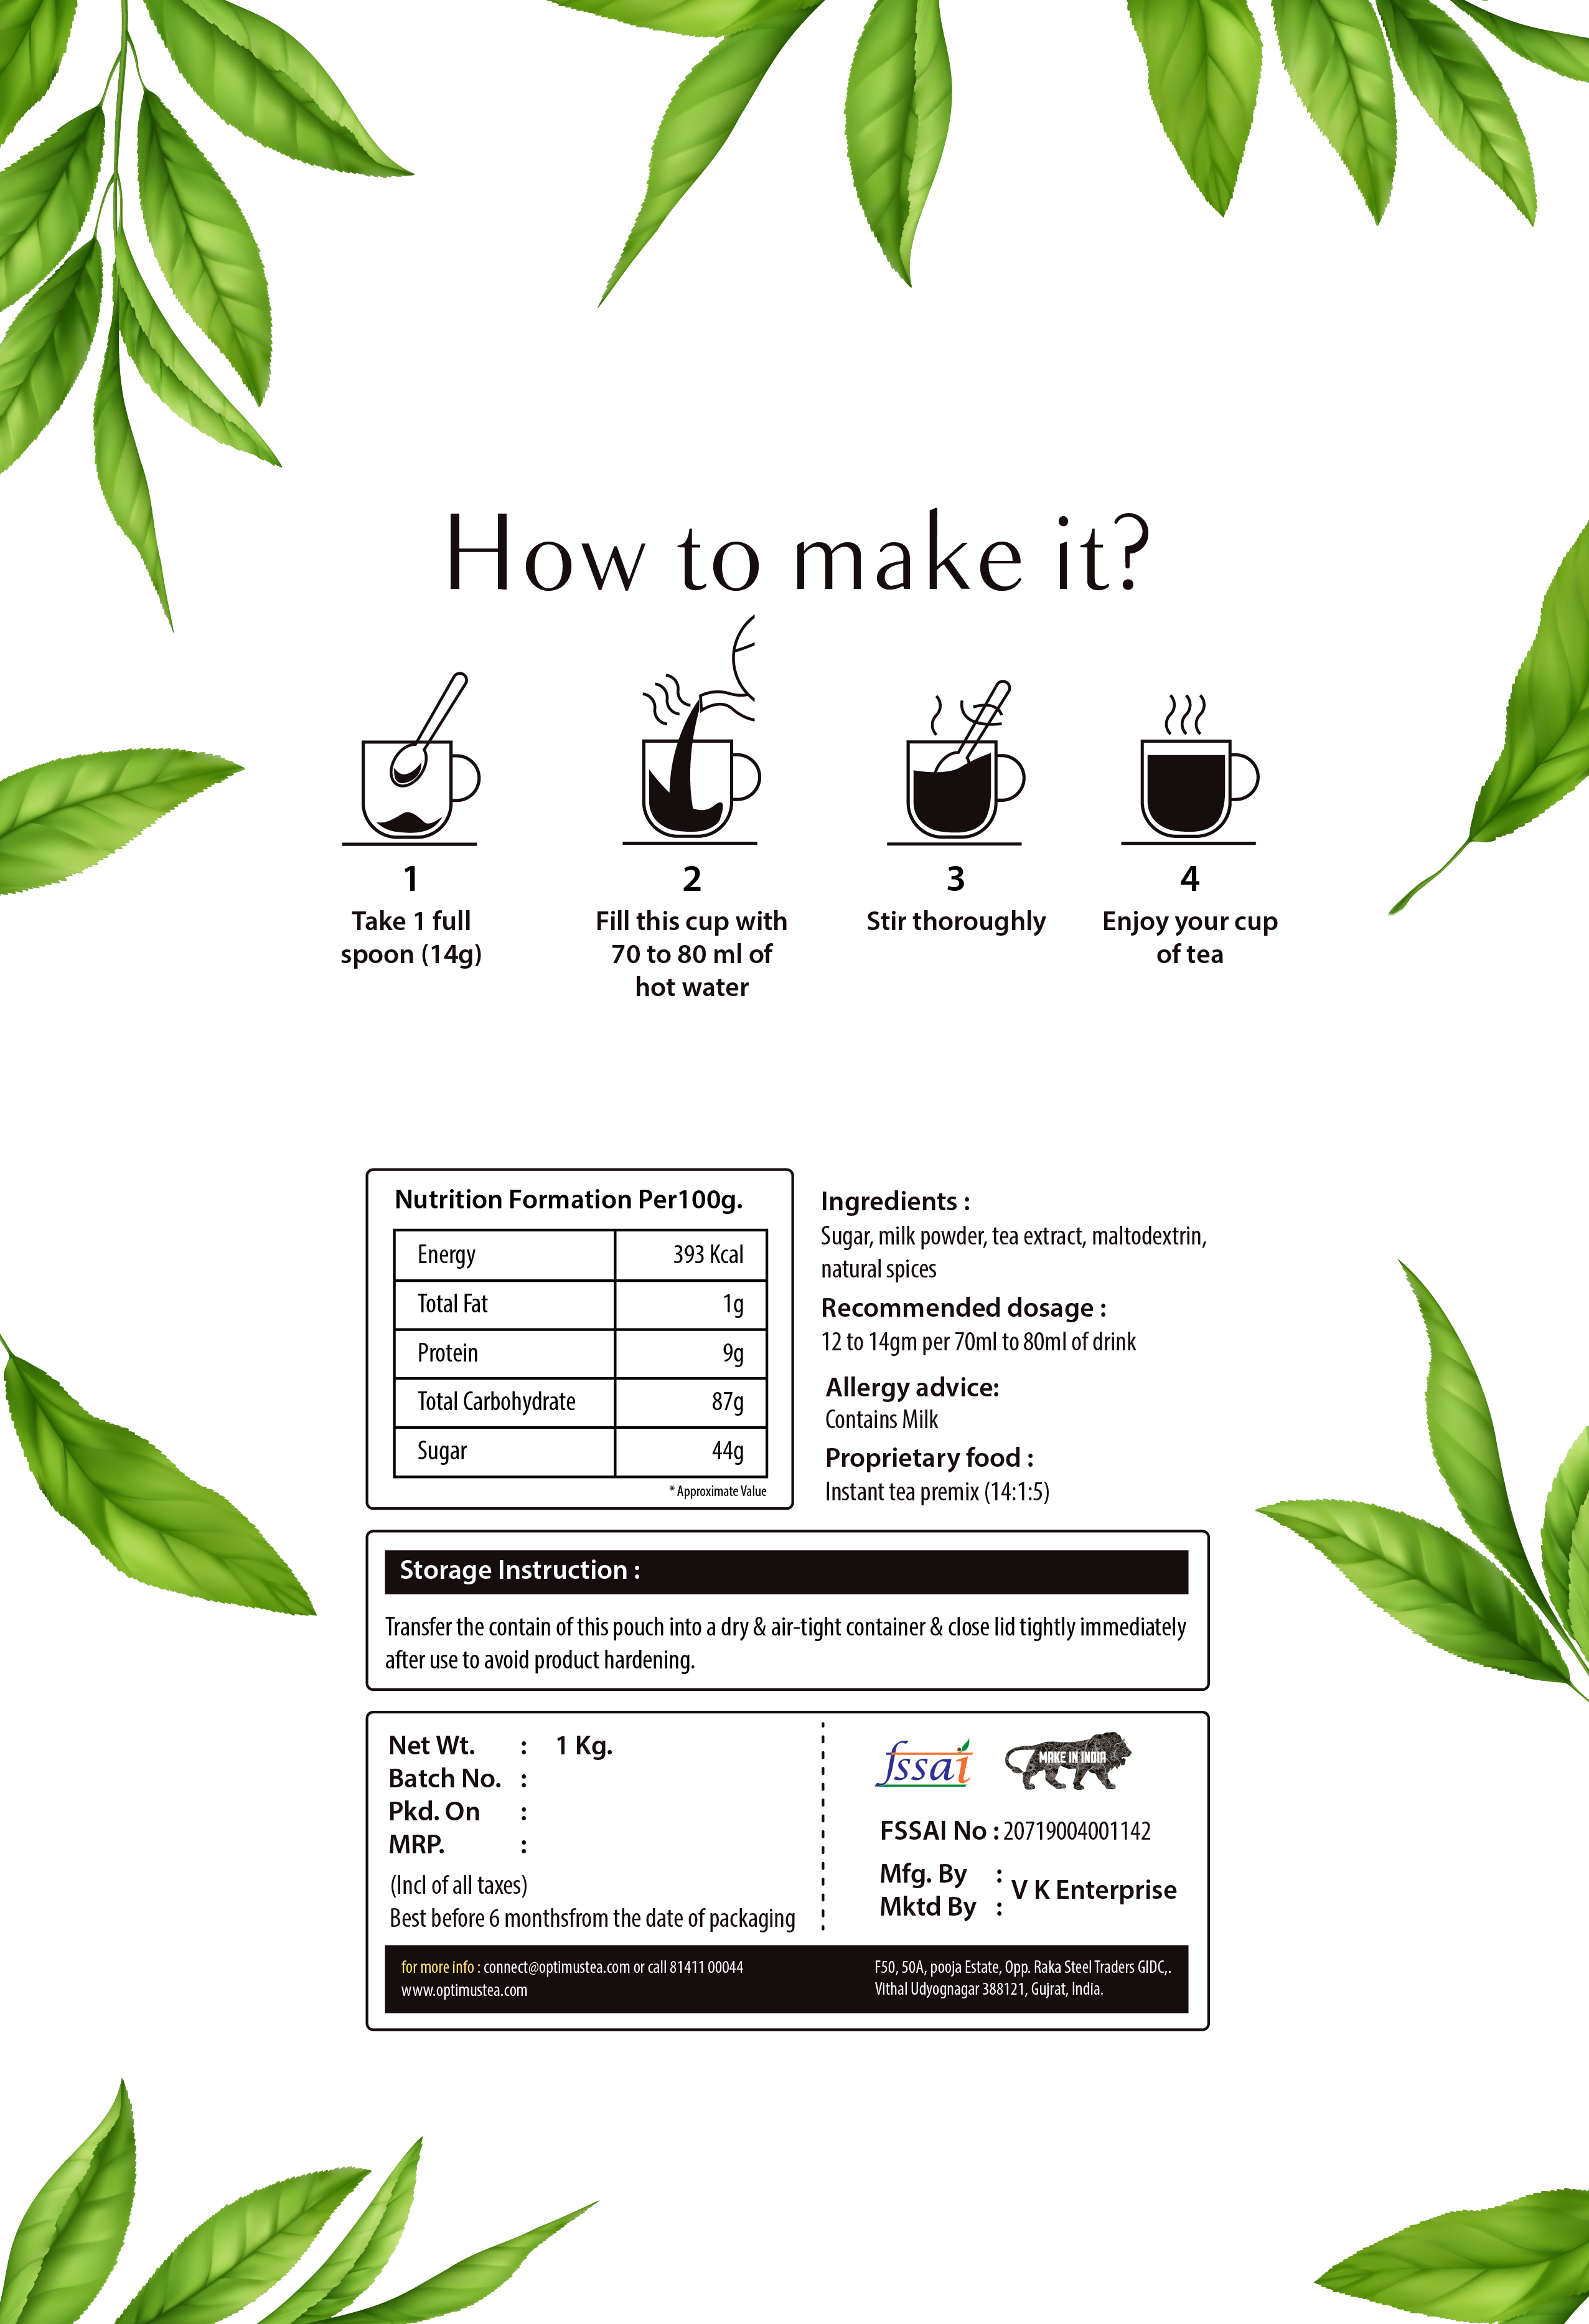 How to make it?
1
Take 1 full
spoon (14g)
2
Fill this cup with
70 to 80 ml of
hot water
3
Stir thoroughly
4
Enjoy your cup
of tea
Nutrition Formation Per100g.
Energy 393 Kcal
Total Fat 1g
Protein 9g
Total Carbohydrate 87g
Sugar 44g
* Approximate Value
Ingredients :
Sugar, milk powder, tea extract, maltodextrin,
natural spices
Recommended dosage :
12 to 14gm per 70ml to 80ml of drink
Allergy advice:
Contains Milk
Proprietary food :
Instant tea premix (14:1:5)
Storage Instruction :
Transfer the contain of this pouch into a dry & air-tight container & close lid tightly immediately
after use to avoid product hardening.
Net Wt. : 1 Kg.
Batch No. :
Pkd. On :
MRP. :
(Incl of all taxes)
Best before 6 monthsfrom the date of packaging
fssai
MAKE IN INDIA
FSSAI No : 20719004001142
Mfg. By :
Mktd By :
V K Enterprise
for more info : connect@optimustea.com or call 81411 00044
www.optimustea.com
F50, 50A, pooja Estate, Opp. Raka Steel Traders GIDC,.
Vithal Udyognagar 388121, Gujrat, India.